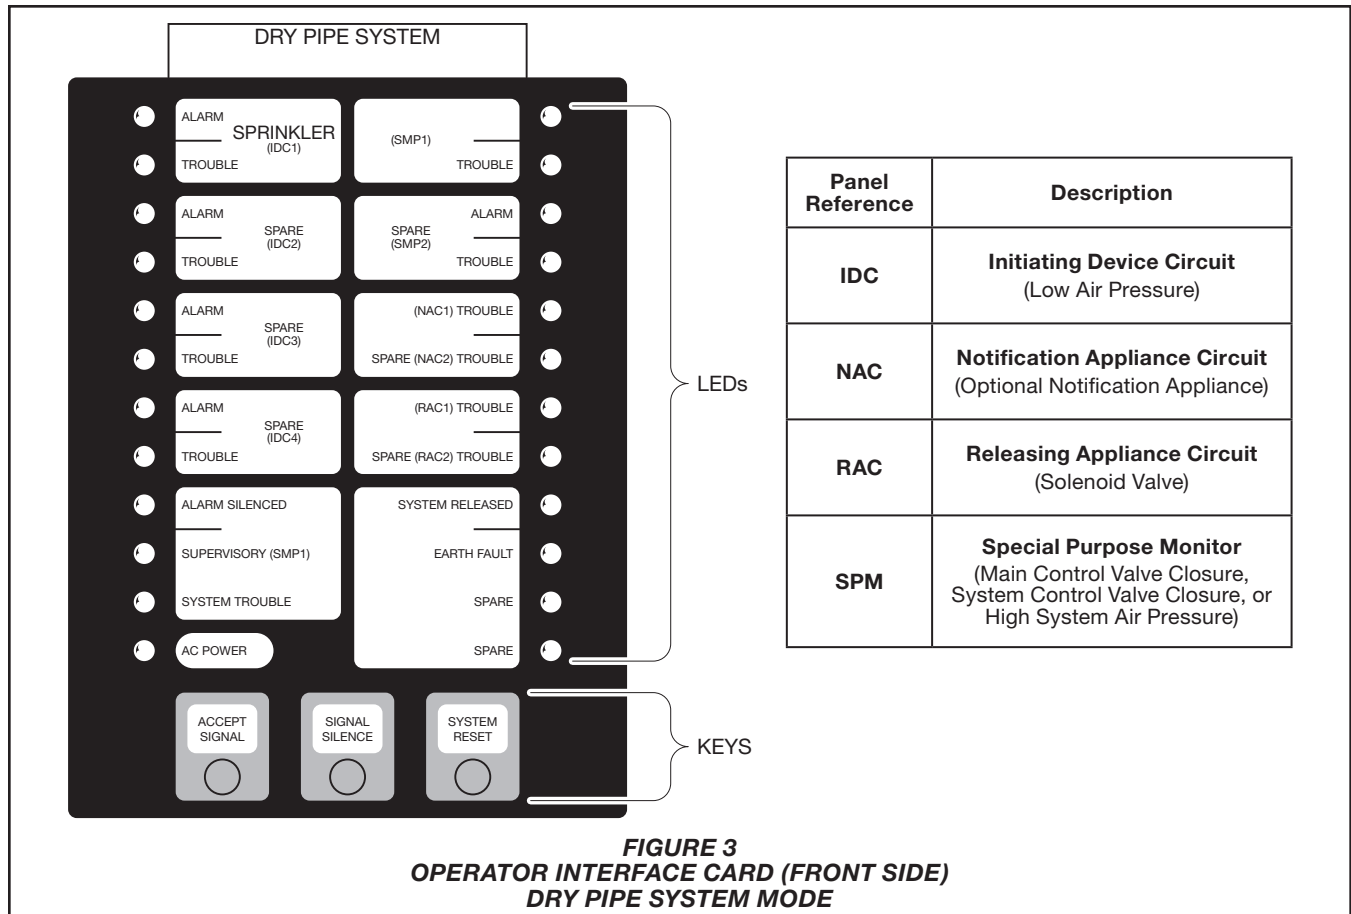 DRY PIPE SYSTEM
ALARM
SPRINKLER
(IDC1)
TROUBLE
(SMP1)
TROUBLE
ALARM
SPARE
(IDC2)
TROUBLE
ALARM
SPARE
(SMP2)
TROUBLE
ALARM
SPARE
(IDC3)
TROUBLE
(NAC1) TROUBLE
SPARE (NAC2) TROUBLE
ALARM
SPARE
(IDC4)
TROUBLE
(RAC1) TROUBLE
SPARE (RAC2) TROUBLE
ALARM SILENCED
SUPERVISORY (SMP1)
SYSTEM TROUBLE
AC POWER
SYSTEM RELEASED
EARTH FAULT
SPARE
SPARE
ACCEPT
SIGNAL
SIGNAL
SILENCE
SYSTEM
RESET
LEDs
KEYS
Panel
Reference
Description
IDC
Initiating Device Circuit
(Low Air Pressure)
NAC
Notification Appliance Circuit
(Optional Notification Appliance)
RAC
Releasing Appliance Circuit
(Solenoid Valve)
SPM
Special Purpose Monitor
(Main Control Valve Closure,
System Control Valve Closure, or
High System Air Pressure)
FIGURE 3
OPERATOR INTERFACE CARD (FRONT SIDE)
DRY PIPE SYSTEM MODE